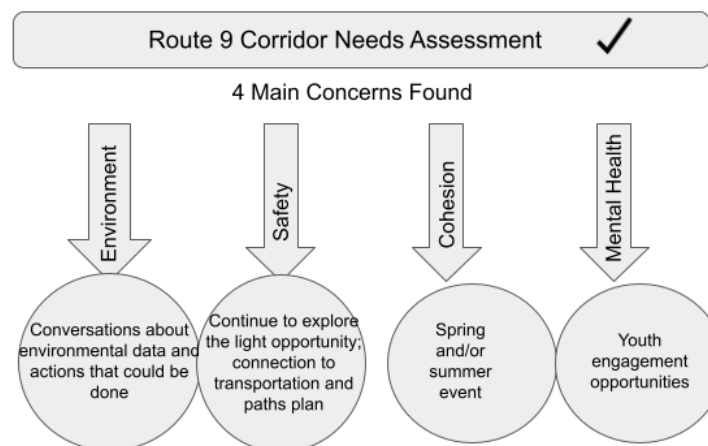 Route 9 Corridor Needs Assessment
4 Main Concerns Found
Environment
Safety
Cohesion
Mental Health
Conversations about
environmental data and
actions that could be
done
Continue to explore
the light opportunity;
connection to
transportation and
paths plan
Spring
and/or
summer
event
Youth
engagement
opportunities